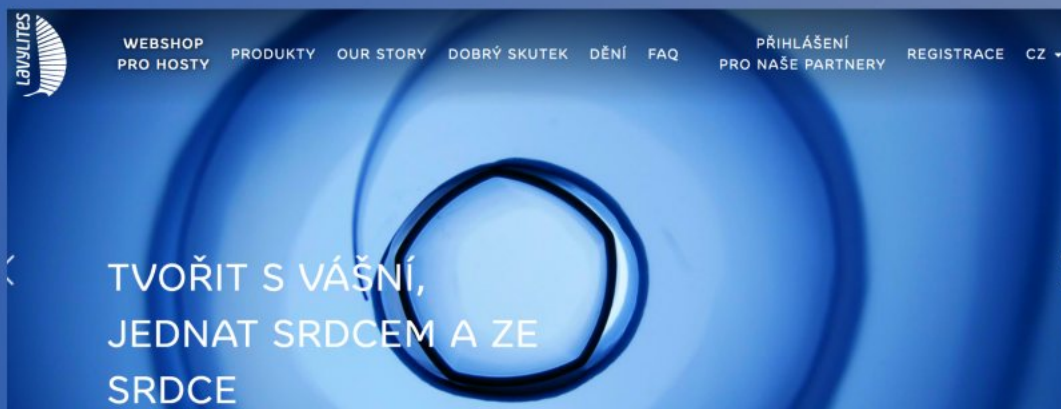 LAVYLITES
WEBSHOP
PRO HOSTY
PRODUKTY
OUR STORY
DOBRÝ SKUTEK
DĚNÍ
FAQ
PŘIHLÁŠENÍ
PRO NAŠE PARTNERY
REGISTRACE
CZ
TVOŘIT S VÁŠNÍ,
JEDNAT SRDCEM A ZE
SRDCE